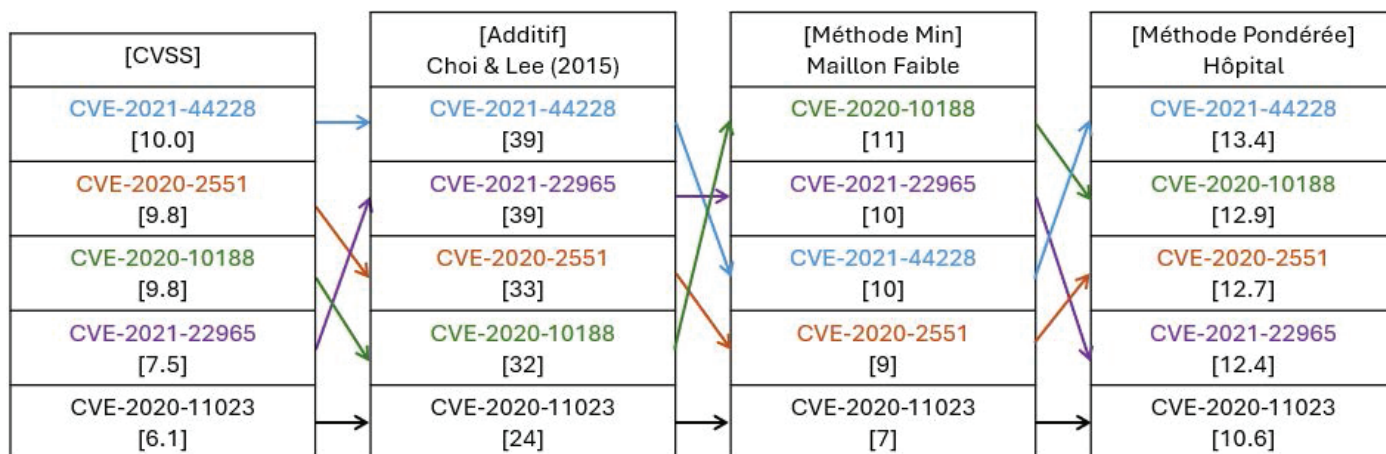 [CVSS]
CVE-2021-44228
[10.0]
CVE-2020-2551
[9.8]
CVE-2020-10188
[9.8]
CVE-2021-22965
[7.5]
CVE-2020-11023
[6.1]
[Additif]
Choi & Lee (2015)
CVE-2021-44228
[39]
CVE-2021-22965
[39]
CVE-2020-2551
[33]
CVE-2020-10188
[32]
CVE-2020-11023
[24]
[Méthode Min]
Maillon Faible
CVE-2020-10188
[11]
CVE-2021-22965
[10]
CVE-2021-44228
[10]
CVE-2020-2551
[9]
CVE-2020-11023
[7]
[Méthode Pondérée]
Hôpital
CVE-2021-44228
[13.4]
CVE-2020-10188
[12.9]
CVE-2020-2551
[12.7]
CVE-2021-22965
[12.4]
CVE-2020-11023
[10.6]